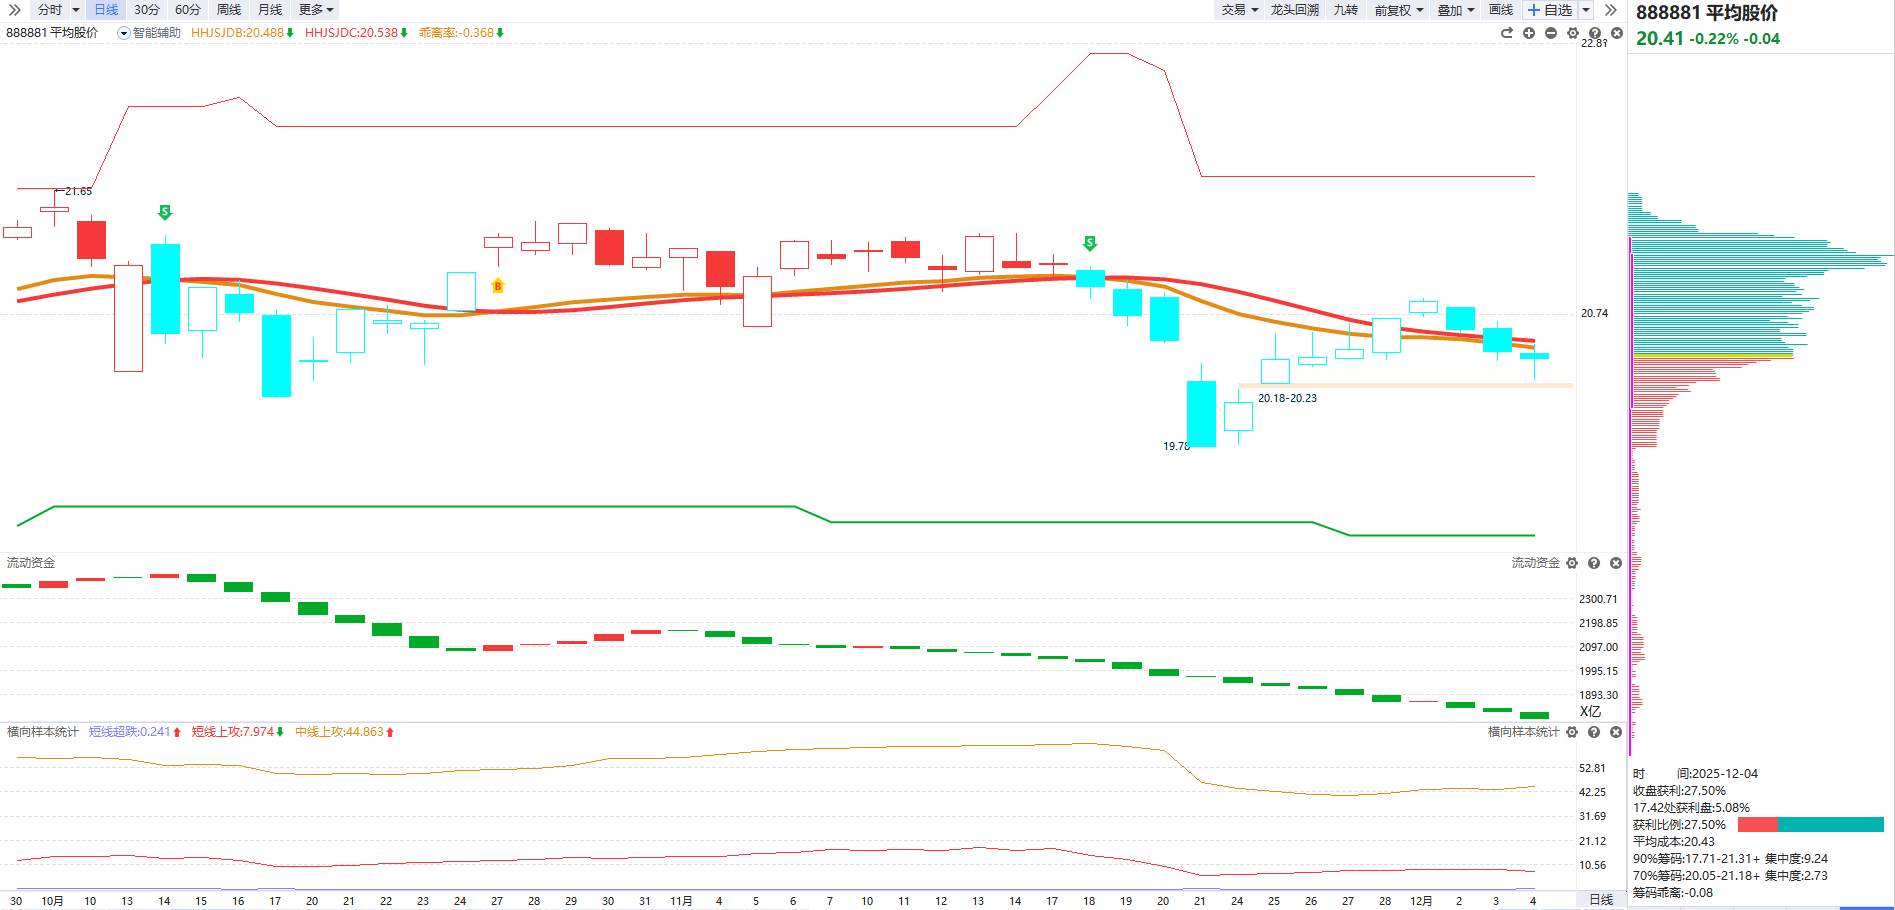 分时 日线 30分 60分 周线 月线 更多 交易 龙头回溯 九转 前复权 叠加 画线 自选
888881 平均股价
20.41 -0.22% -0.04
888881 平均股价 智能辅助 HHJSJDB:20.488 HHJSJDC:20.538 乖离率:-0.368
22.81
←21.65
S
S
B
20.74
20.18-20.23
19.78
流动资金 流动资金
2300.71
2198.85
2097.00
1995.15
1893.30
X亿
横向样本统计 短线超跌:0.241 短线上攻:7.974 中线上攻:44.863 横向样本统计
52.81
42.25
31.69
21.12
10.56
30 10月 10 13 14 15 16 17 20 21 22 23 24 27 28 29 30 31 11月 4 5 6 7 10 11 12 13 14 17 18 19 20 21 24 25 26 27 28 12月 2 3 4 日线
时 间:2025-12-04
收盘获利:27.50%
17.42处获利盘:5.08%
获利比例:27.50%
平均成本:20.43
90%筹码:17.71-21.31+ 集中度:9.24
70%筹码:20.05-21.18+ 集中度:2.73
筹码乖离:-0.08